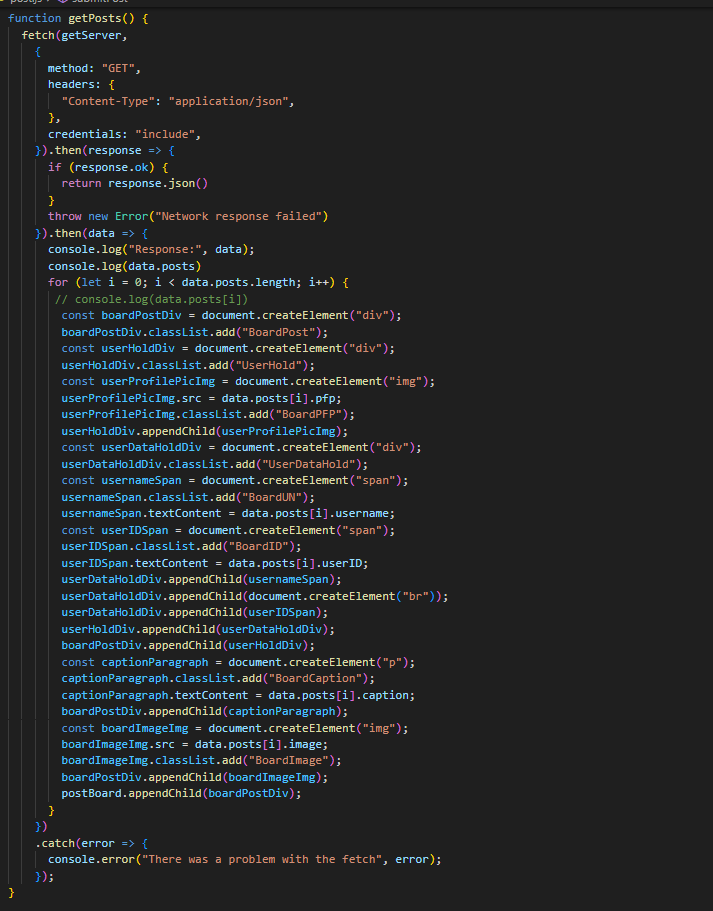 function getPosts() {
  fetch(getServer,
    {
      method: "GET",
      headers: {
        "Content-Type": "application/json",
      },
      credentials: "include",
    }).then(response => {
      if (response.ok) {
        return response.json()
      }
      throw new Error("Network response failed")
    }).then(data => {
      console.log("Response:", data);
      console.log(data.posts)
      for (let i = 0; i < data.posts.length; i++) {
       // console.log(data.posts[i])
        const boardPostDiv = document.createElement("div");
        boardPostDiv.classList.add("BoardPost");
        const userHoldDiv = document.createElement("div");
        userHoldDiv.classList.add("UserHold");
        const userProfilePicImg = document.createElement("img");
        userProfilePicImg.src = data.posts[i].pfp;
        userProfilePicImg.classList.add("BoardPFP");
        userHoldDiv.appendChild(userProfilePicImg);
        const userDataHoldDiv = document.createElement("div");
        userDataHoldDiv.classList.add("UserDataHold");
        const usernameSpan = document.createElement("span");
        usernameSpan.classList.add("BoardUN");
        usernameSpan.textContent = data.posts[i].username;
        const userIDSpan = document.createElement("span");
        userIDSpan.classList.add("BoardID");
        userIDSpan.textContent = data.posts[i].userID;
        userDataHoldDiv.appendChild(usernameSpan);
        userDataHoldDiv.appendChild(document.createElement("br"));
        userDataHoldDiv.appendChild(userIDSpan);
        userHoldDiv.appendChild(userDataHoldDiv);
        boardPostDiv.appendChild(userHoldDiv);
        const captionParagraph = document.createElement("p");
        captionParagraph.classList.add("BoardCaption");
        captionParagraph.textContent = data.posts[i].caption;
        boardPostDiv.appendChild(captionParagraph);
        const boardImageImg = document.createElement("img");
        boardImageImg.src = data.posts[i].image;
        boardImageImg.classList.add("BoardImage");
        boardPostDiv.appendChild(boardImageImg);
        postBoard.appendChild(boardPostDiv);
      }
    })
    .catch(error => {
      console.error("There was a problem with the fetch", error);
    });
}